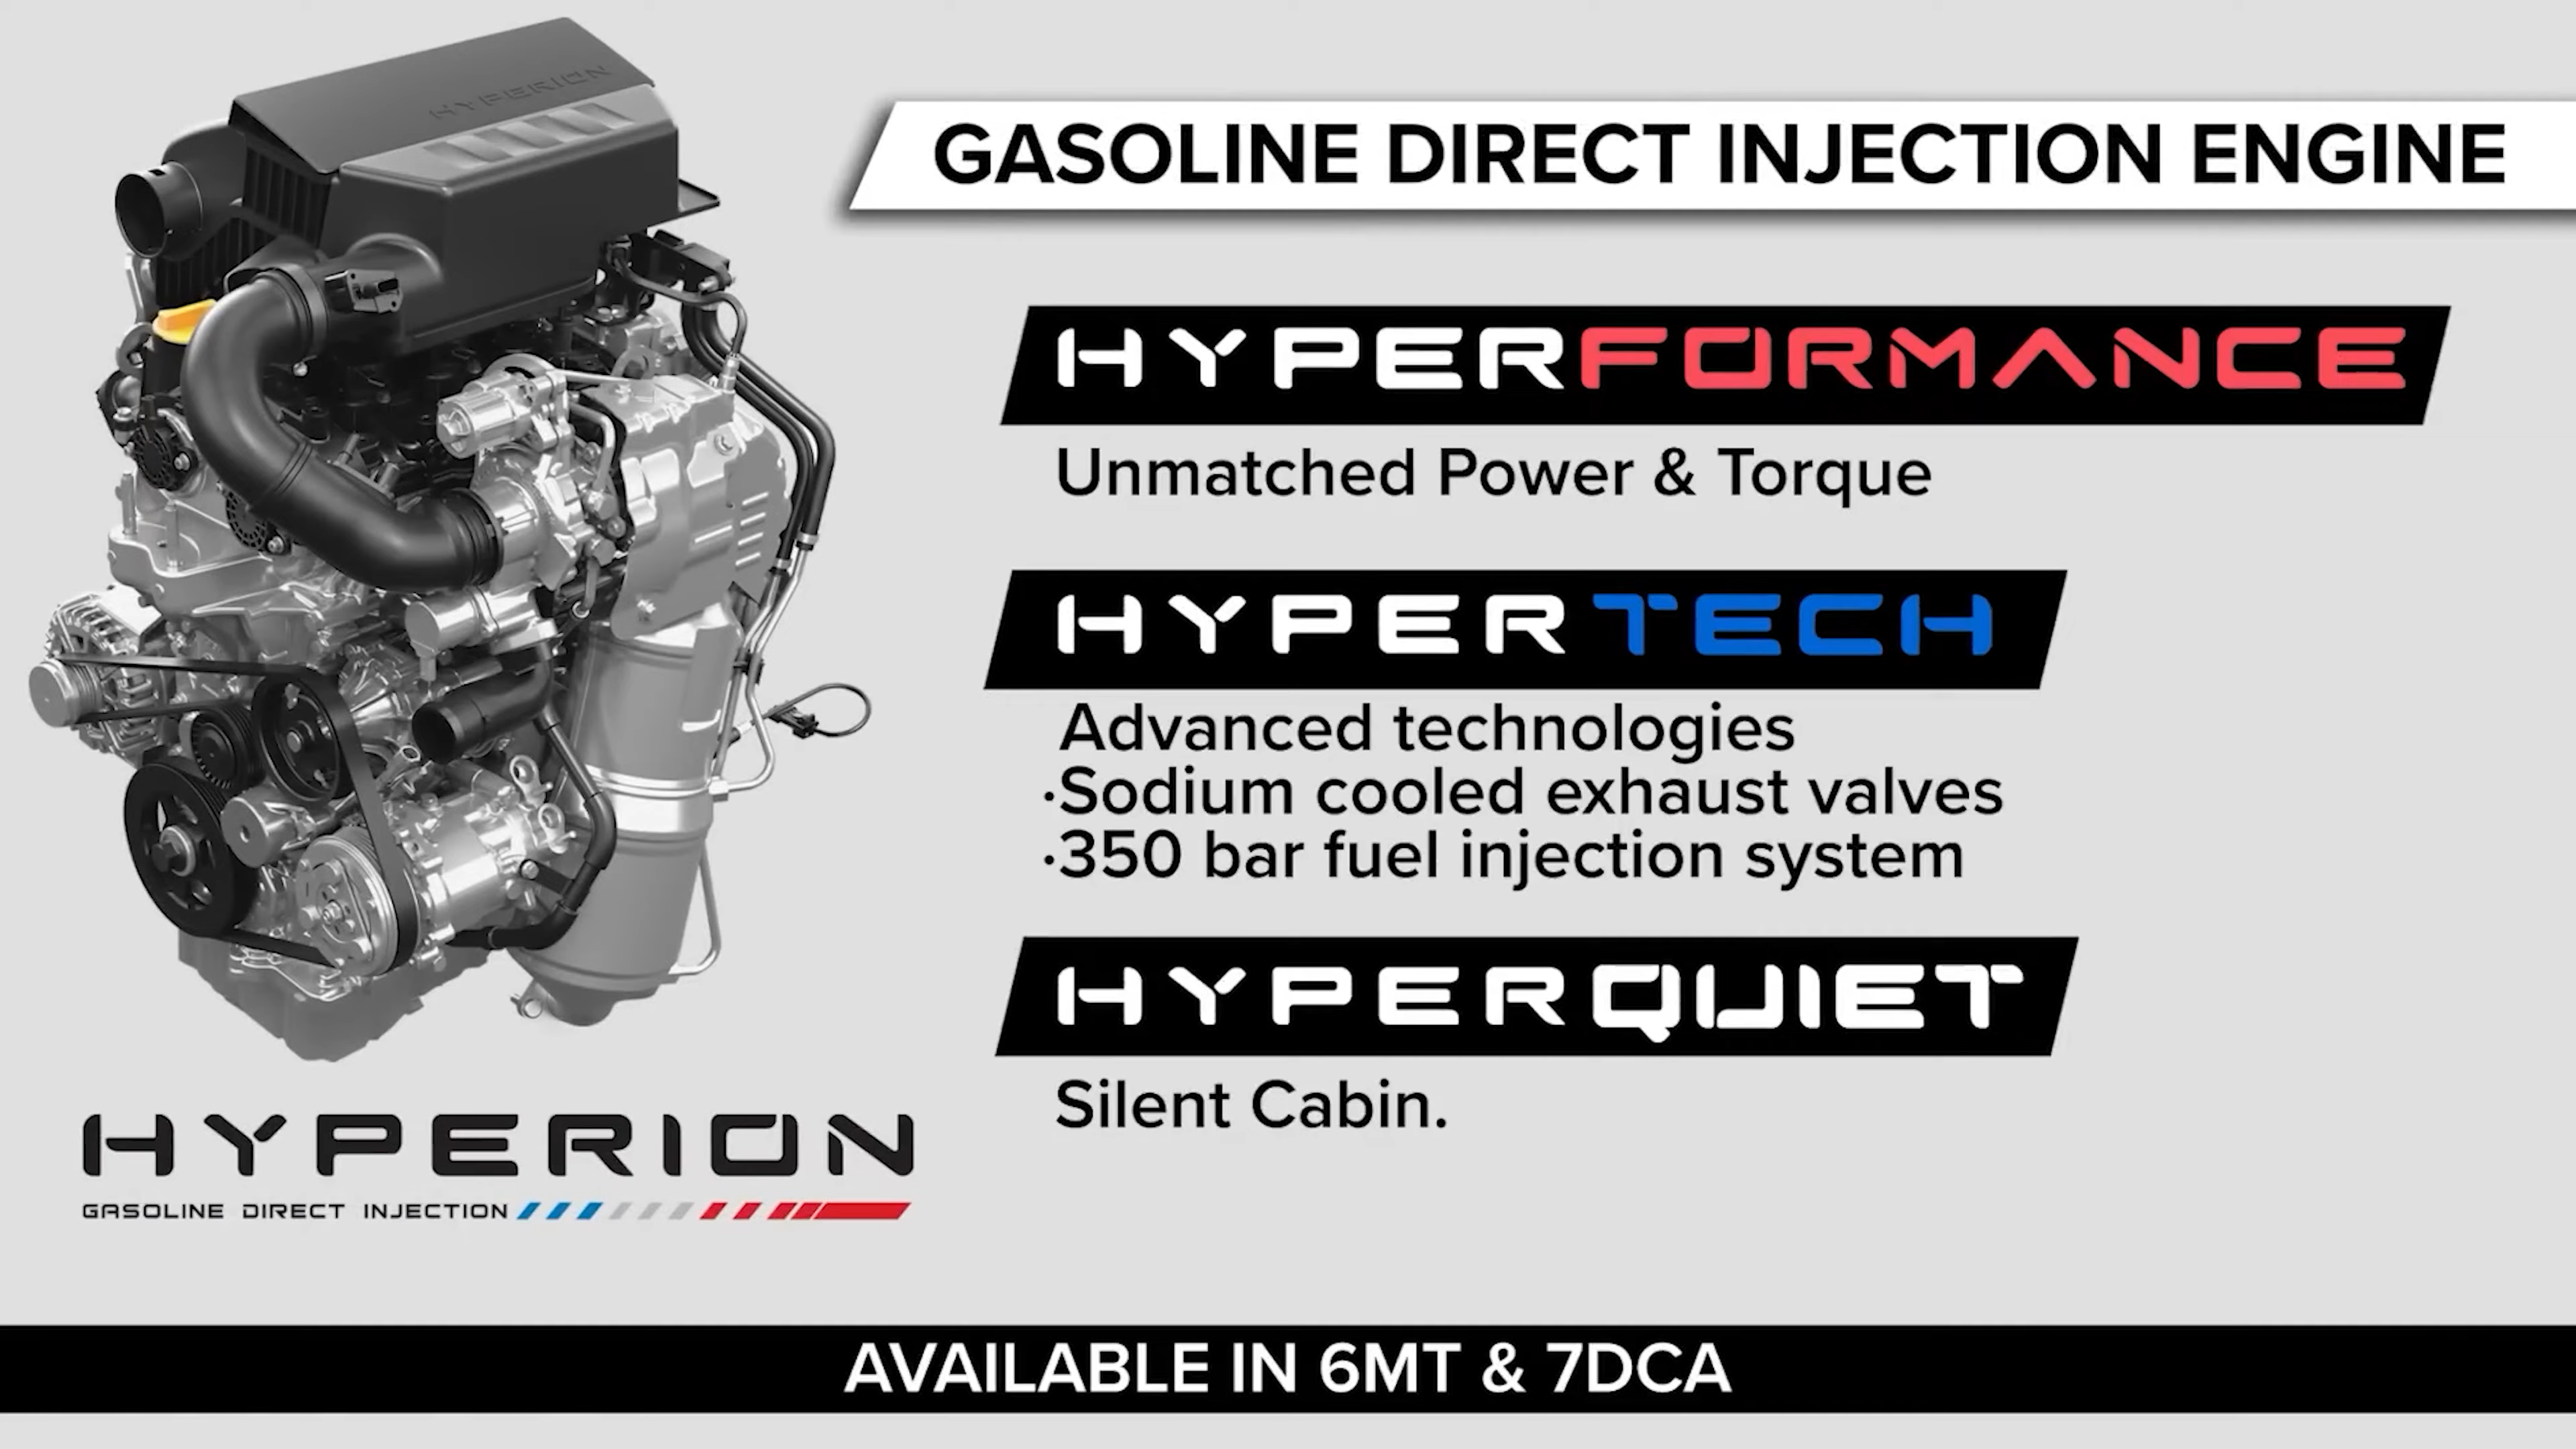 HYPERION
GASOLINE DIRECT INJECTION ENGINE
HYPERFORMANCE
Unmatched Power & Torque
HYPERTECH
Advanced technologies
·Sodium cooled exhaust valves
·350 bar fuel injection system
HYPERQUIET
Silent Cabin.
HYPERION
GASOLINE DIRECT INJECTION
AVAILABLE IN 6MT & 7DCA